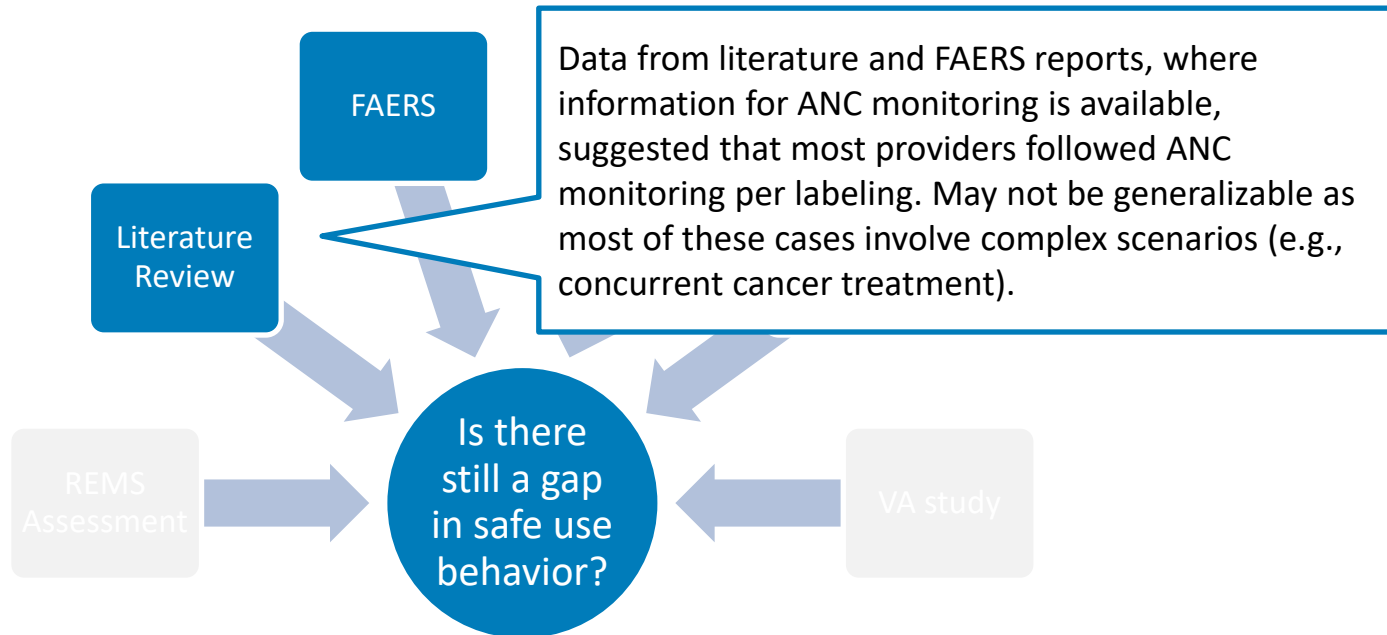 FAERS
Data from literature and FAERS reports, where
information for ANC monitoring is available,
suggested that most providers followed ANC
monitoring per labeling. May not be generalizable as
most of these cases involve complex scenarios (e.g.,
concurrent cancer treatment).
Literature
Review
Is there
still a gap
in safe use
behavior?
REMS
Assessment
VA study